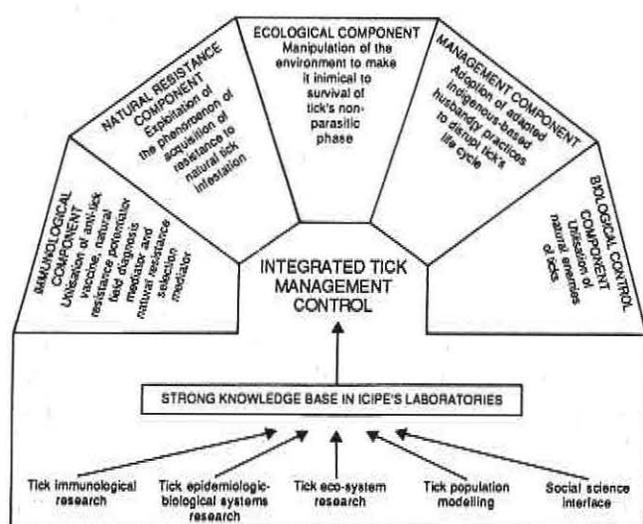 IMMUNOLOGICAL
COMPONENT
Utilisation of anti-tick
vaccine, natural
resistance potentiator
field diagnosis
mediator and
natural resistance
selection
mediator
NATURAL RESISTANCE
COMPONENT
Exploitation of
the phenomenon of
acquisition of
resistance to
natural tick
infestation
ECOLOGICAL COMPONENT
Manipulation of the
environment to make
it inimical to
survival of
tick's non-
parasitic
phase
MANAGEMENT COMPONENT
Adoption of adapted
indigenous-based
husbandry practices
to disrupt tick's
life cycle
BIOLOGICAL CONTROL
COMPONENT
Utilisation of
natural enemies
of ticks
INTEGRATED TICK
MANAGEMENT
CONTROL
STRONG KNOWLEDGE BASE IN ICIPE'S LABORATORIES
Tick immunological
research
Tick epidemiologic-
biological systems
research
Tick eco-system
research
Tick population
modelling
Social science
interface